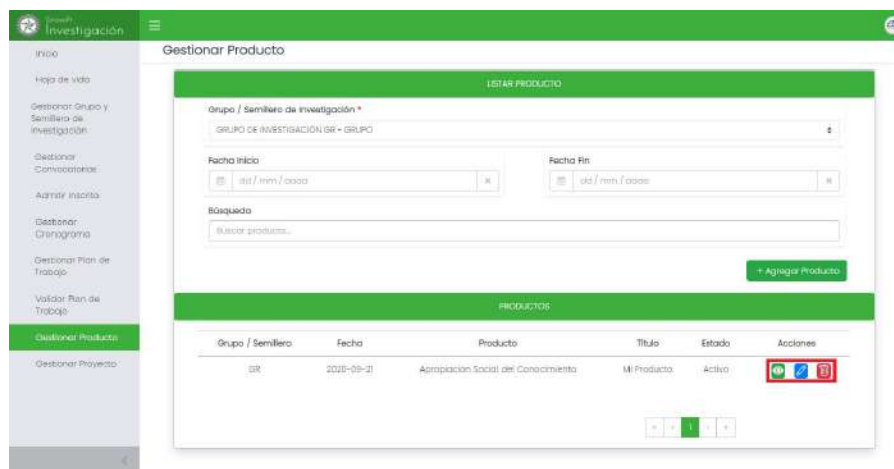 Investigación
Inicio
Gestionar Producto
Hoja de vida
LISTAR PRODUCTO
Gestionar Grupo y
Semillero de
Investigación
Grupo / Semillero de Investigación *
GRUPO DE INVESTIGACIÓN GR - GRUPO
Gestionar
Convocatorias
Fecha Inicio
Fecha Fin
dd / mm / aaaa
dd / mm / aaaa
Admitir Inscrito
Búsqueda
Gestionar
Cronograma
Buscar producto...
Gestionar Plan de
Trabajo
+ Agregar Producto
Validar Plan de
Trabajo
PRODUCTOS
Gestionar Producto
Grupo / Semillero Fecha Producto Título Estado Acciones
Gestionar Proyecto
GR 2020-09-21 Apropiación Social del Conocimiento Mi Producto Activo
« ‹ 1 › »